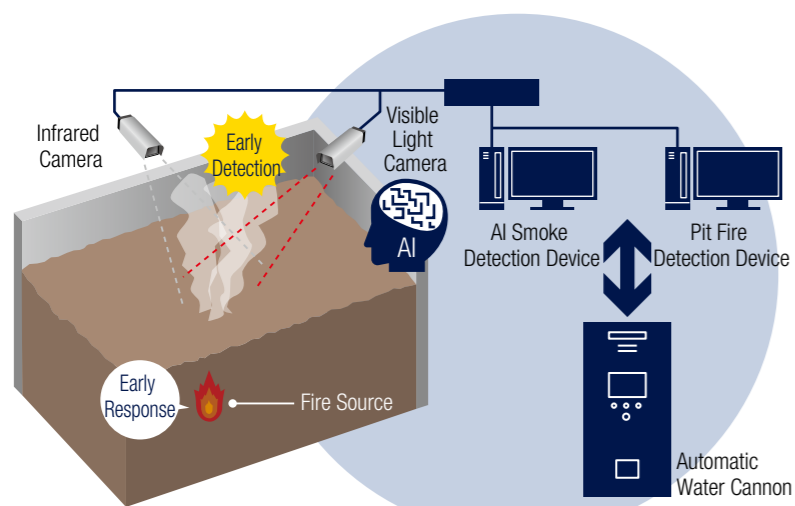 Infrared
Camera
Early
Detection
Visible
Light
Camera
AI
AI Smoke
Detection Device
Pit Fire
Detection Device
Early
Response
Fire Source
Automatic
Water Cannon